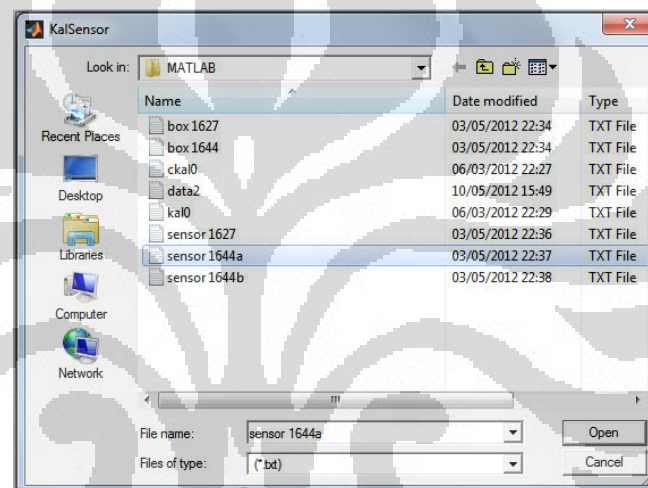 KalSensor
Look in: MATLAB
Name Date modified Type
Recent Places
Desktop
Libraries
Computer
Network
box 1627 03/05/2012 22:34 TXT File
box 1644 03/05/2012 22:34 TXT File
ckal0 06/03/2012 22:27 TXT File
data2 10/05/2012 15:49 TXT File
kal0 06/03/2012 22:29 TXT File
sensor 1627 03/05/2012 22:36 TXT File
sensor 1644a 03/05/2012 22:37 TXT File
sensor 1644b 03/05/2012 22:38 TXT File
File name: sensor 1644a Open
Files of type: (*.txt) Cancel